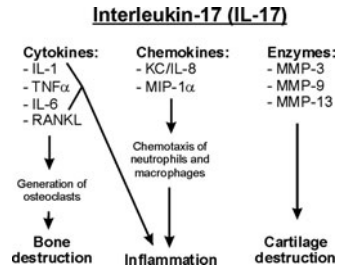 Interleukin-17 (IL-17)
Cytokines:
- IL-1
- TNFα
- IL-6
- RANKL
Generation of
osteoclasts
Bone
destruction
Chemokines:
- KC/IL-8
- MIP-1α
Chemotaxis of
neutrophils and
macrophages
Inflammation
Enzymes:
- MMP-3
- MMP-9
- MMP-13
Cartilage
destruction